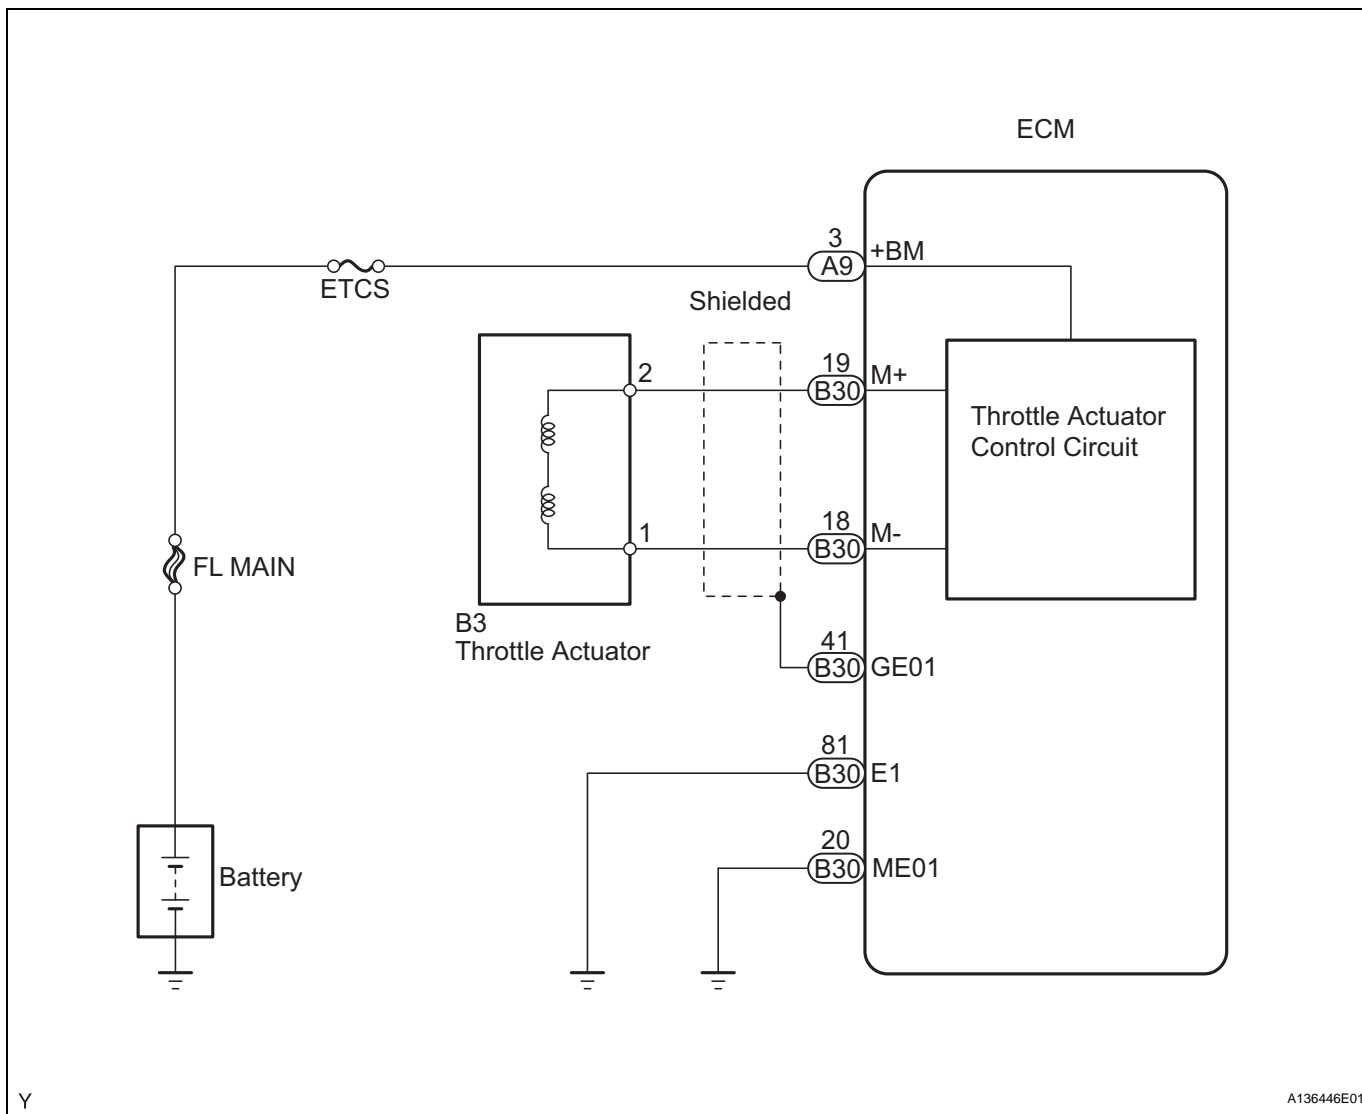 ECM
3
A9
+BM
ETCS
Shielded
2
19
B30
M+
Throttle Actuator
Control Circuit
1
18
B30
M-
FL MAIN
B3
Throttle Actuator
41
B30
GE01
81
B30
E1
20
B30
ME01
Battery
Y
A136446E01